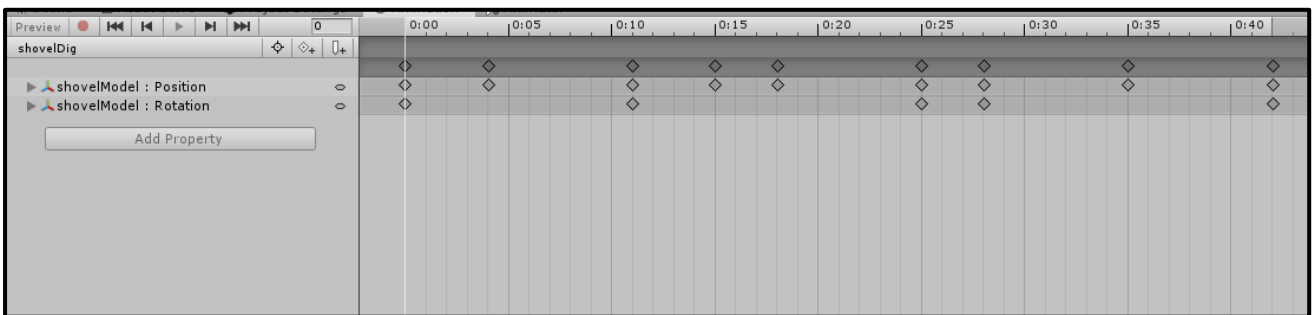 Preview 0 0:00 0:05 0:10 0:15 0:20 0:25 0:30 0:35 0:40
shovelDig
shovelModel : Position
shovelModel : Rotation
Add Property